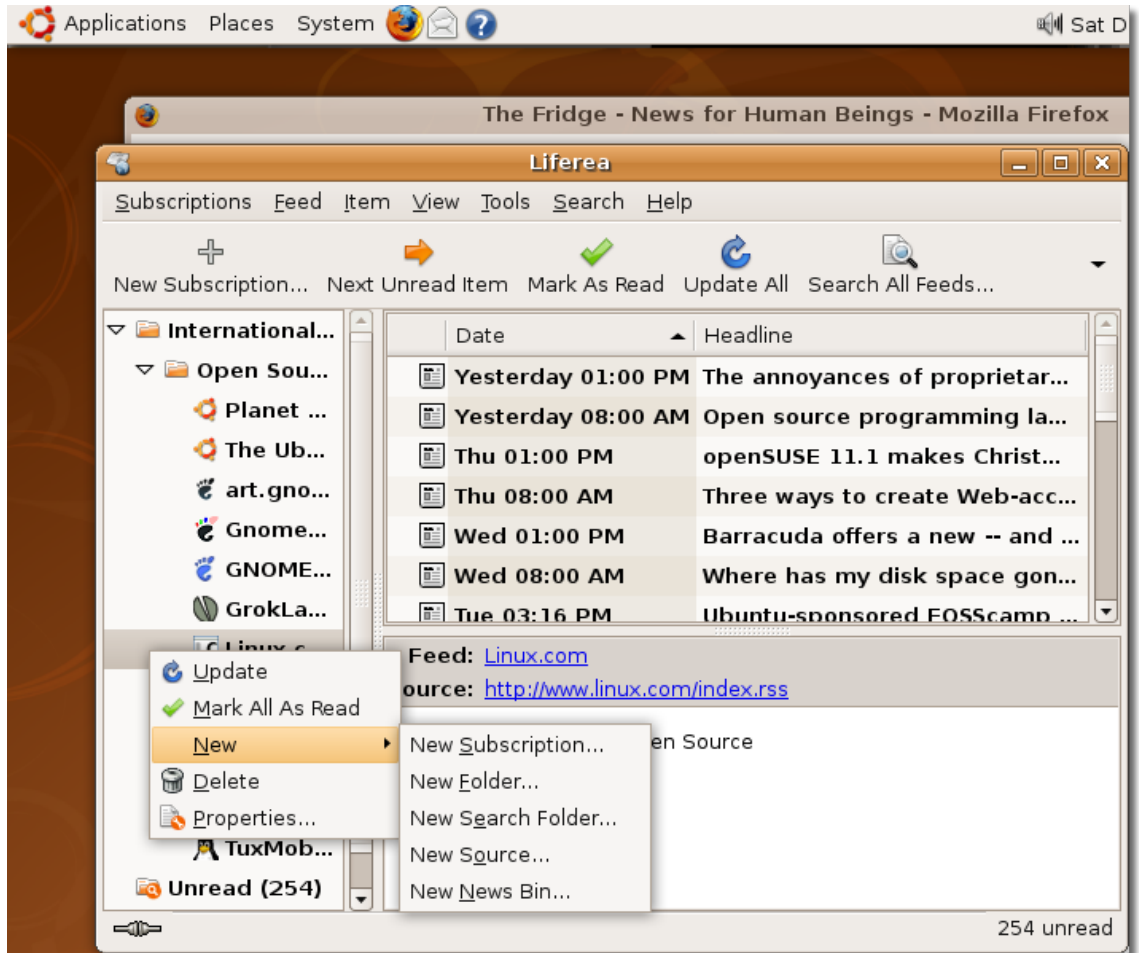 Applications Places System Sat D
The Fridge - News for Human Beings - Mozilla Firefox
Liferea
Subscriptions Feed Item View Tools Search Help
New Subscription... Next Unread Item Mark As Read Update All Search All Feeds...
International...
Open Sou...
Planet ...
The Ub...
art.gno...
Gnome...
GNOME...
GrokLa...
Linux.c...
Date Headline
Yesterday 01:00 PM The annoyances of proprietar...
Yesterday 08:00 AM Open source programming la...
Thu 01:00 PM openSUSE 11.1 makes Christ...
Thu 08:00 AM Three ways to create Web-acc...
Wed 01:00 PM Barracuda offers a new -- and ...
Wed 08:00 AM Where has my disk space gon...
Tue 03:16 PM Ubuntu-sponsored FOSScamp ...
Feed: Linux.com
ource: http://www.linux.com/index.rss
en Source
Update
Mark All As Read
New
Delete
Properties...
New Subscription...
New Folder...
New Search Folder...
New Source...
New News Bin...
TuxMob...
Unread (254)
254 unread